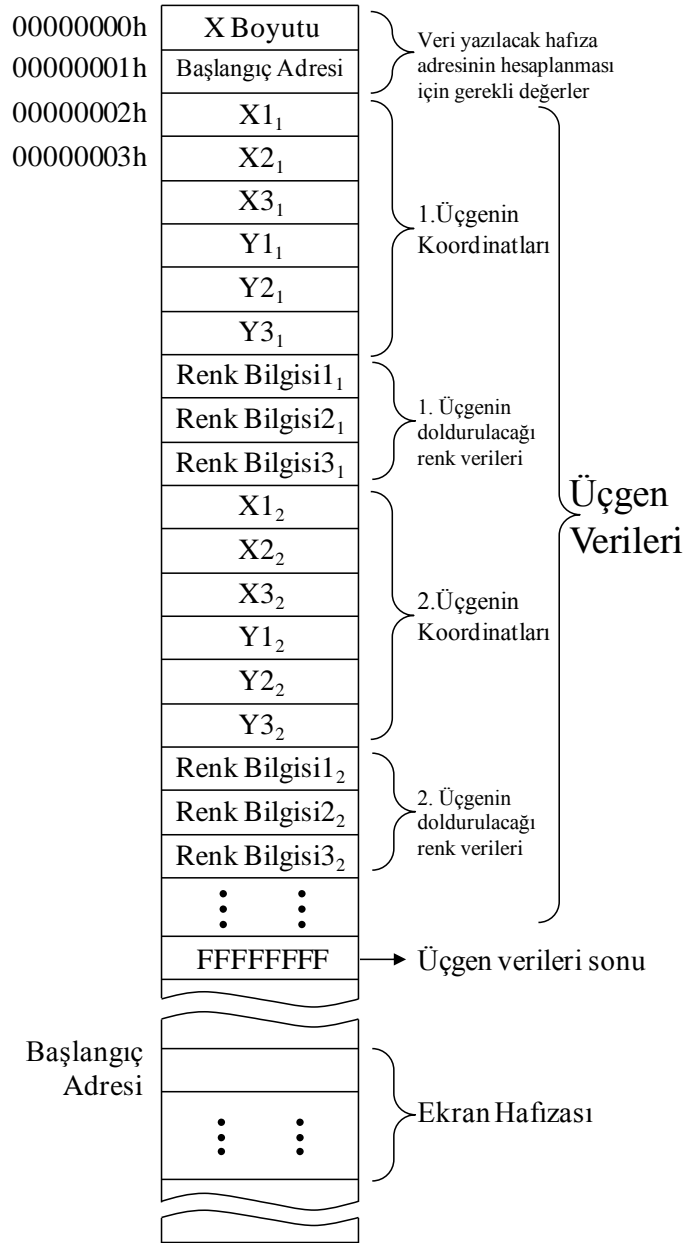 00000000h
X Boyutu
00000001h
Başlangıç Adresi
Veri yazılacak hafıza
adresinin hesaplanması
için gerekli değerler
00000002h
X1₁
00000003h
X2₁
X3₁
Y1₁
Y2₁
Y3₁
1.Üçgenin
Koordinatları
Renk Bilgisi1₁
Renk Bilgisi2₁
Renk Bilgisi3₁
1. Üçgenin
doldurulacağı
renk verileri
X1₂
X2₂
X3₂
Y1₂
Y2₂
Y3₂
2.Üçgenin
Koordinatları
Renk Bilgisi1₂
Renk Bilgisi2₂
Renk Bilgisi3₂
2. Üçgenin
doldurulacağı
renk verileri
Üçgen
Verileri
FFFFFFFF
Üçgen verileri sonu
Başlangıç
Adresi
Ekran Hafızası